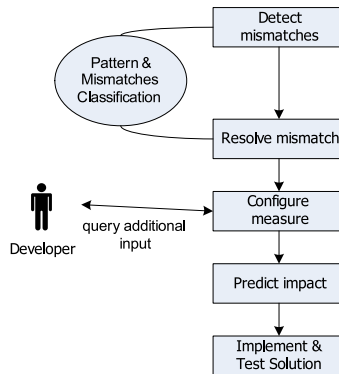 Detect
mismatches
Pattern &
Mismatches
Classification
Resolve mismatch
Configure
measure
query additional
input
Developer
Predict impact
Implement &
Test Solution